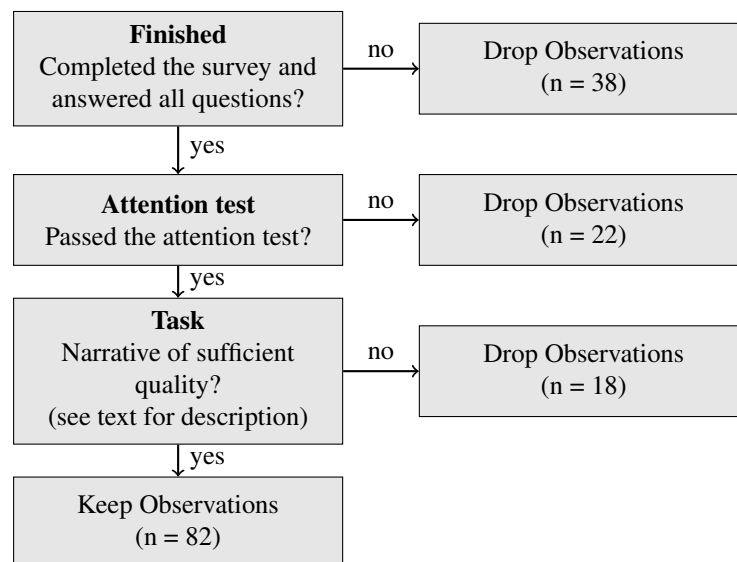 Finished
Completed the survey and
answered all questions?
no
Drop Observations
(n = 38)
yes
Attention test
Passed the attention test?
no
Drop Observations
(n = 22)
yes
Task
Narrative of sufficient
quality?
(see text for description)
no
Drop Observations
(n = 18)
yes
Keep Observations
(n = 82)